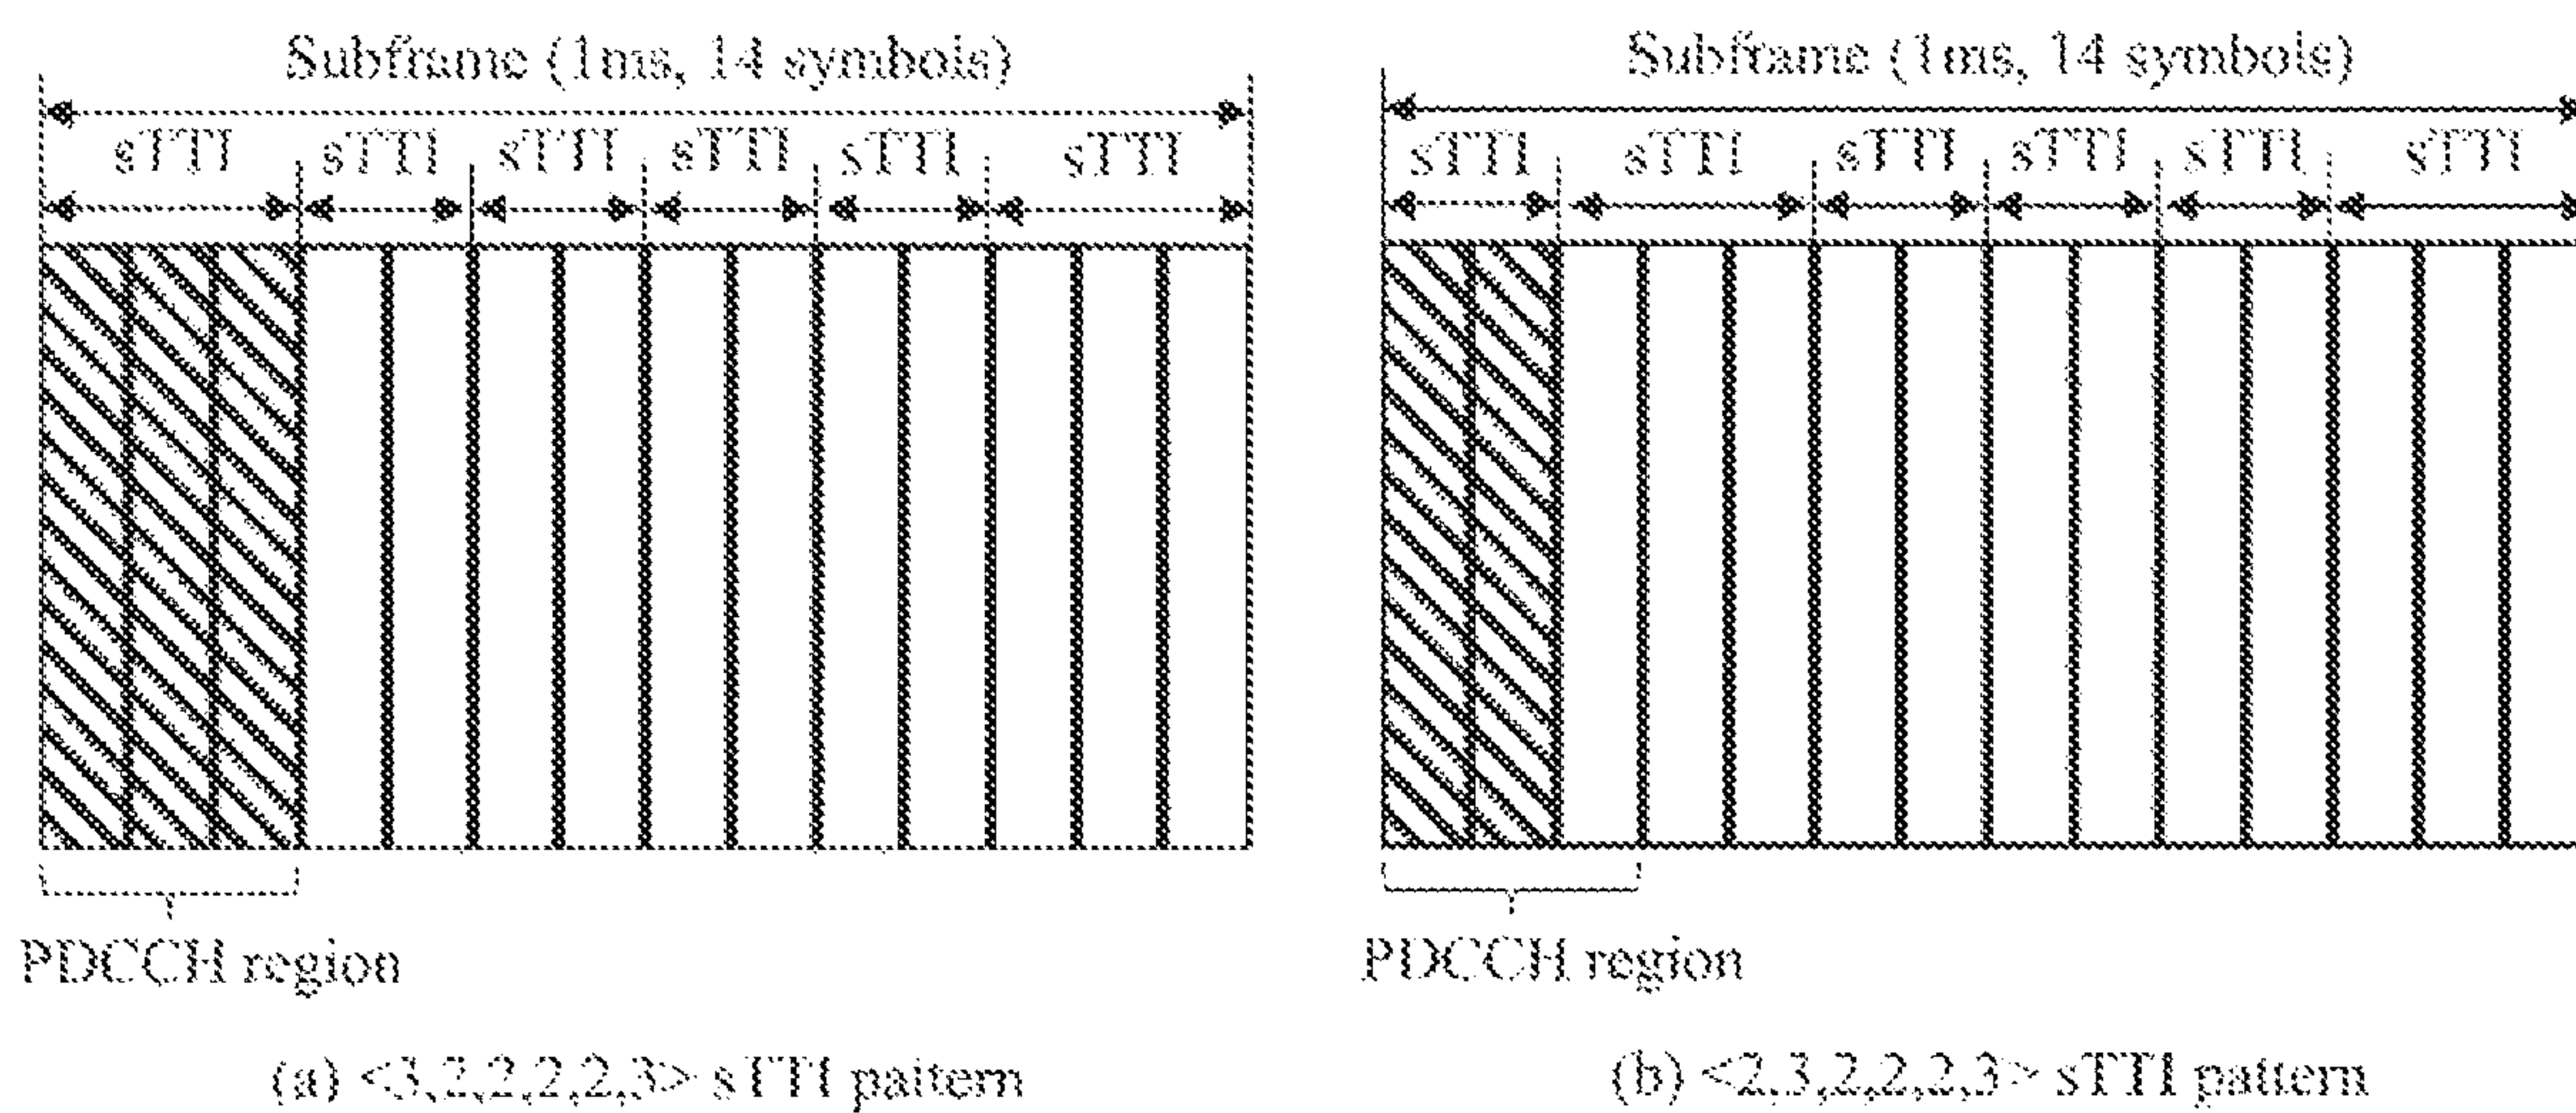 Subframe (1ms, 14 symbols)
sTTI sTTI sTTI sTTI sTTI sTTI
PDCCH region
(a) <3,2,2,2,2,3> sTTI pattern
Subframe (1ms, 14 symbols)
sTTI sTTI sTTI sTTI sTTI sTTI
PDCCH region
(b) <2,3,2,2,2,3> sTTI pattern